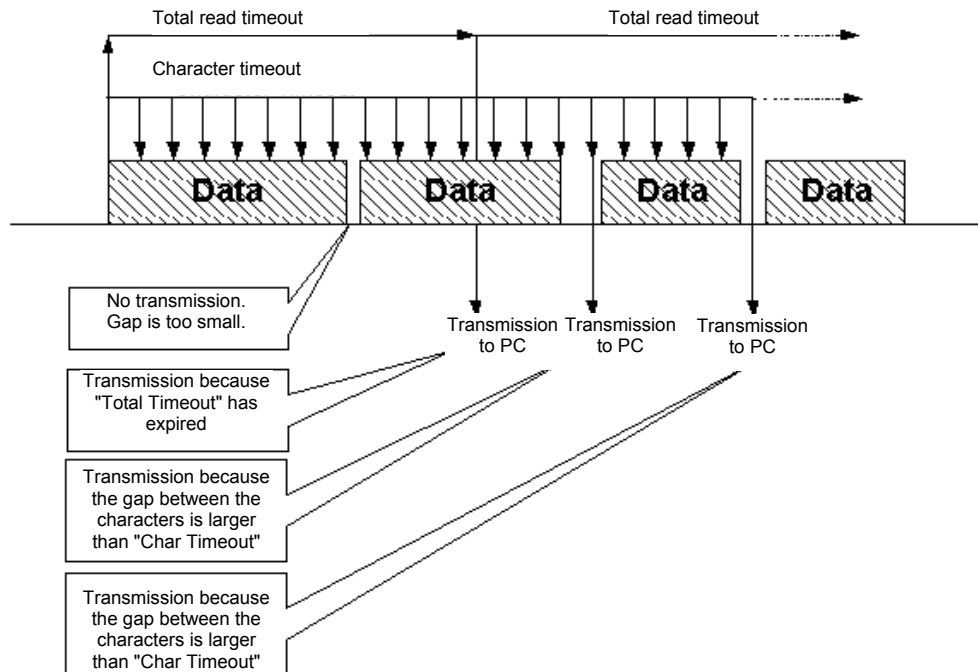 Total read timeout
Total read timeout
Character timeout
Data
Data
Data
Data
No transmission.
Gap is too small.
Transmission
to PC
Transmission
to PC
Transmission
to PC
Transmission because
"Total Timeout" has
expired
Transmission because
the gap between the
characters is larger
than "Char Timeout"
Transmission because
the gap between the
characters is larger
than "Char Timeout"